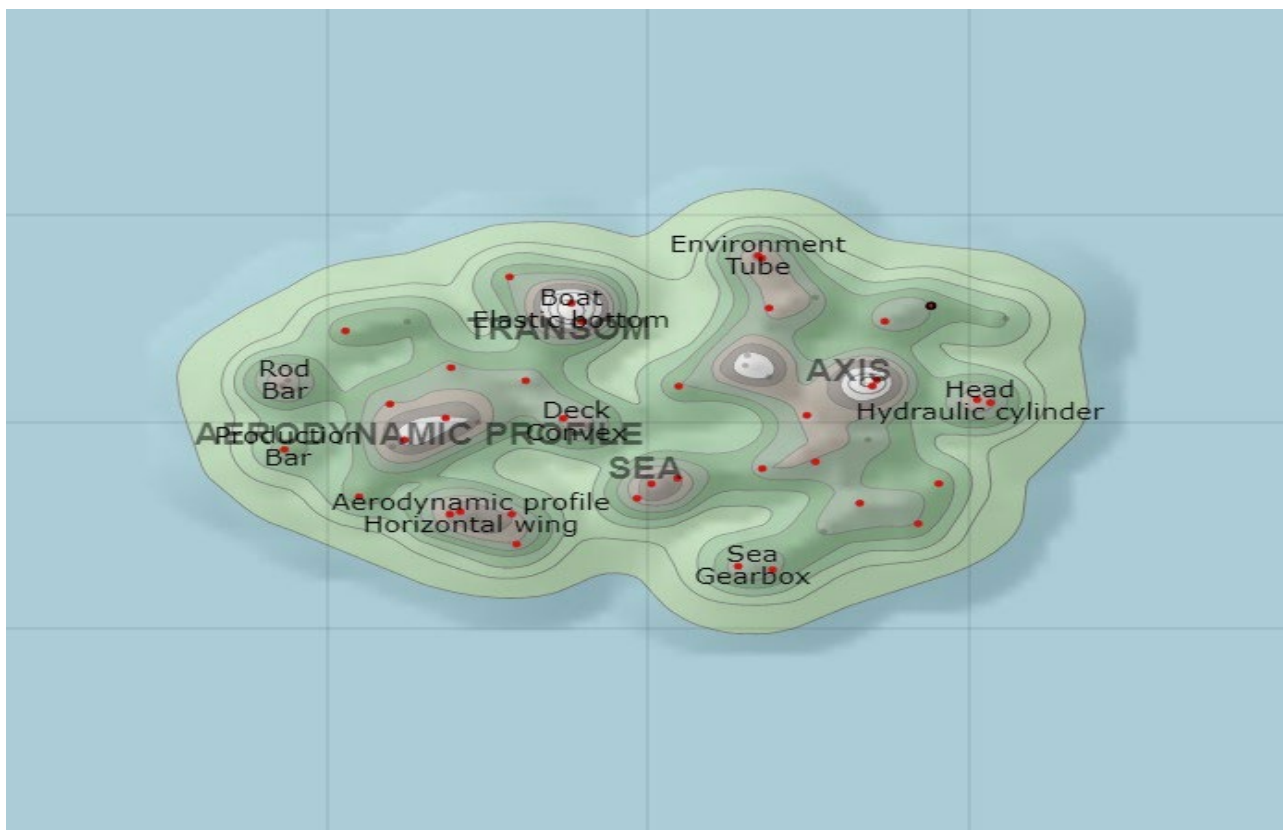 Environment
Tube
Boat
Elastic bottom
TRANSOM
AXIS
Rod
Bar
Head
Hydraulic cylinder
Deck
Convex
AERODYNAMIC PROFILE
Production
Bar
SEA
Aerodynamic profile
Horizontal wing
Sea
Gearbox